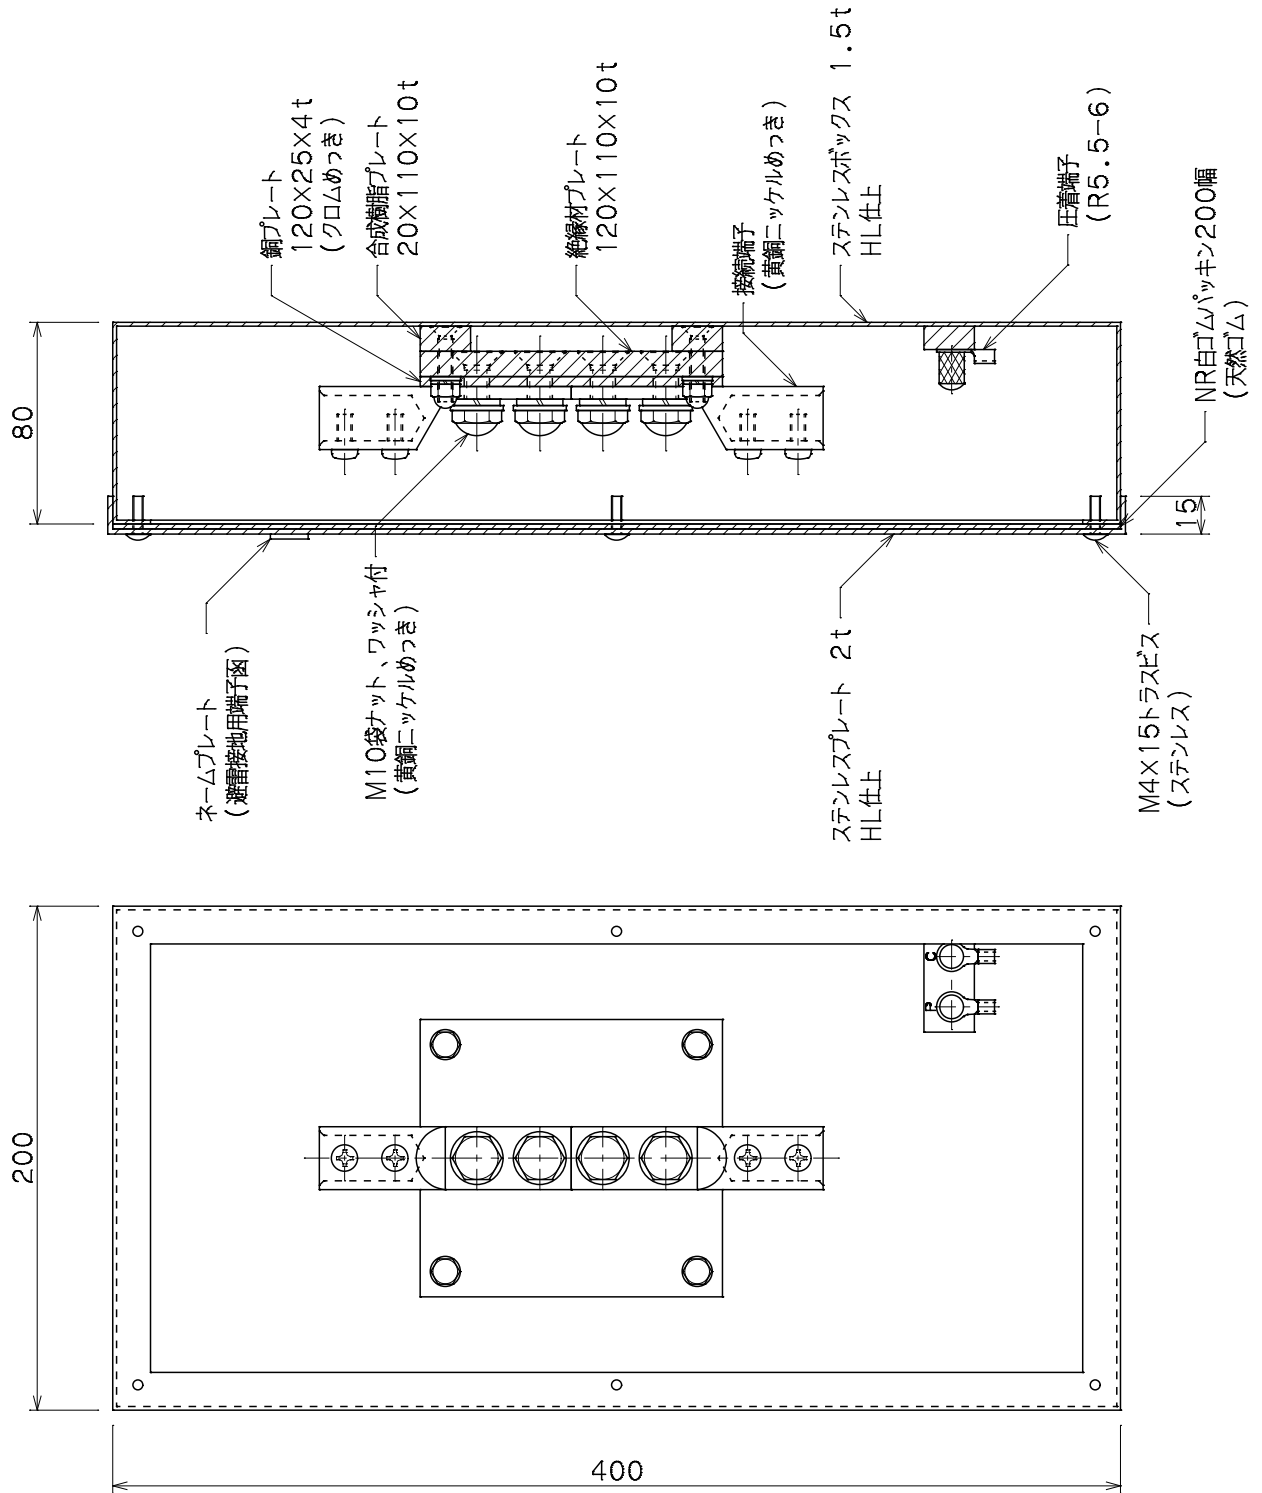 銅プレート
120×25×4t
(クロムめっき)
合成樹脂プレート
20×110×10t
絶縁材プレート
120×110×10t
接続端子
(黄銅ニッケルめっき)
ステンレスボックス 1.5t
HL仕上
圧着端子
(R5.5-6)
NR白ゴムパッキン200幅
(天然ゴム)
80
15
ネームプレート
(避雷接地用端子函)
M10袋ナット、ワッシャ付
(黄銅ニッケルめっき)
ステンレスプレート 2t
HL仕上
M4×15トラスビス
(ステンレス)
200
C
P
400